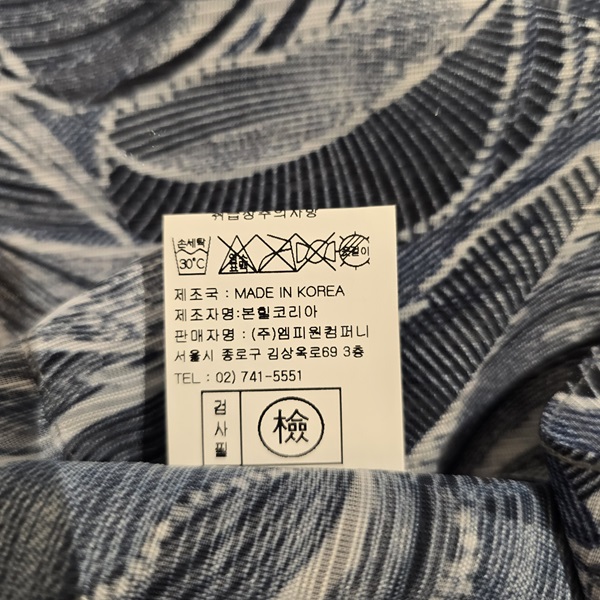 취급상주의사항
손세탁
30℃
제조국 : MADE IN KOREA
제조자명:본힐코리아
판매자명 : (주)엠피원컴퍼니
서울시 종로구 김상옥로69 3층
TEL : 02) 741-5551
검사필
檢